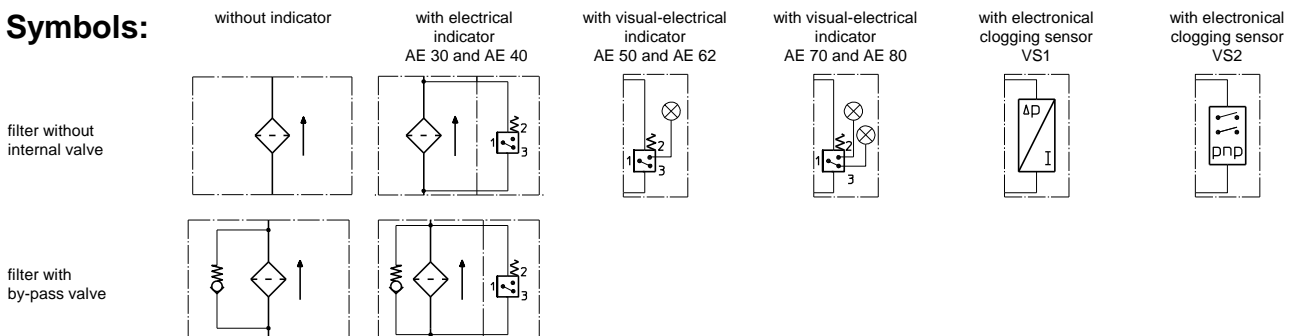 Symbols:
without indicator
with electrical
indicator
AE 30 and AE 40
with visual-electrical
indicator
AE 50 and AE 62
with visual-electrical
indicator
AE 70 and AE 80
with electronical
clogging sensor
VS1
with electronical
clogging sensor
VS2
filter without
internal valve
1
2
3
1
2
3
1
2
3
Δp
I
pnp
filter with
by-pass valve
1
2
3